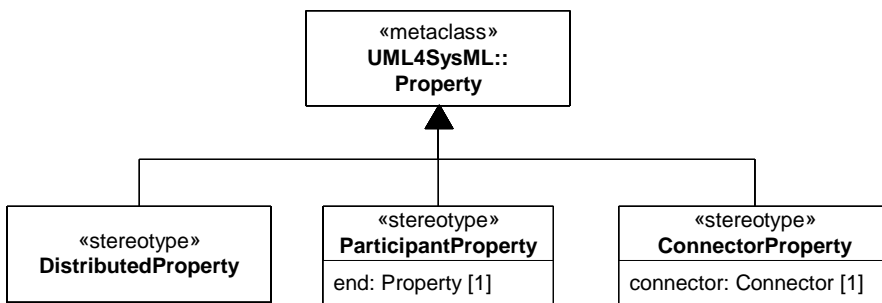 «metaclass»
UML4SysML::
Property
«stereotype»
DistributedProperty
«stereotype»
ParticipantProperty
end: Property [1]
«stereotype»
ConnectorProperty
connector: Connector [1]